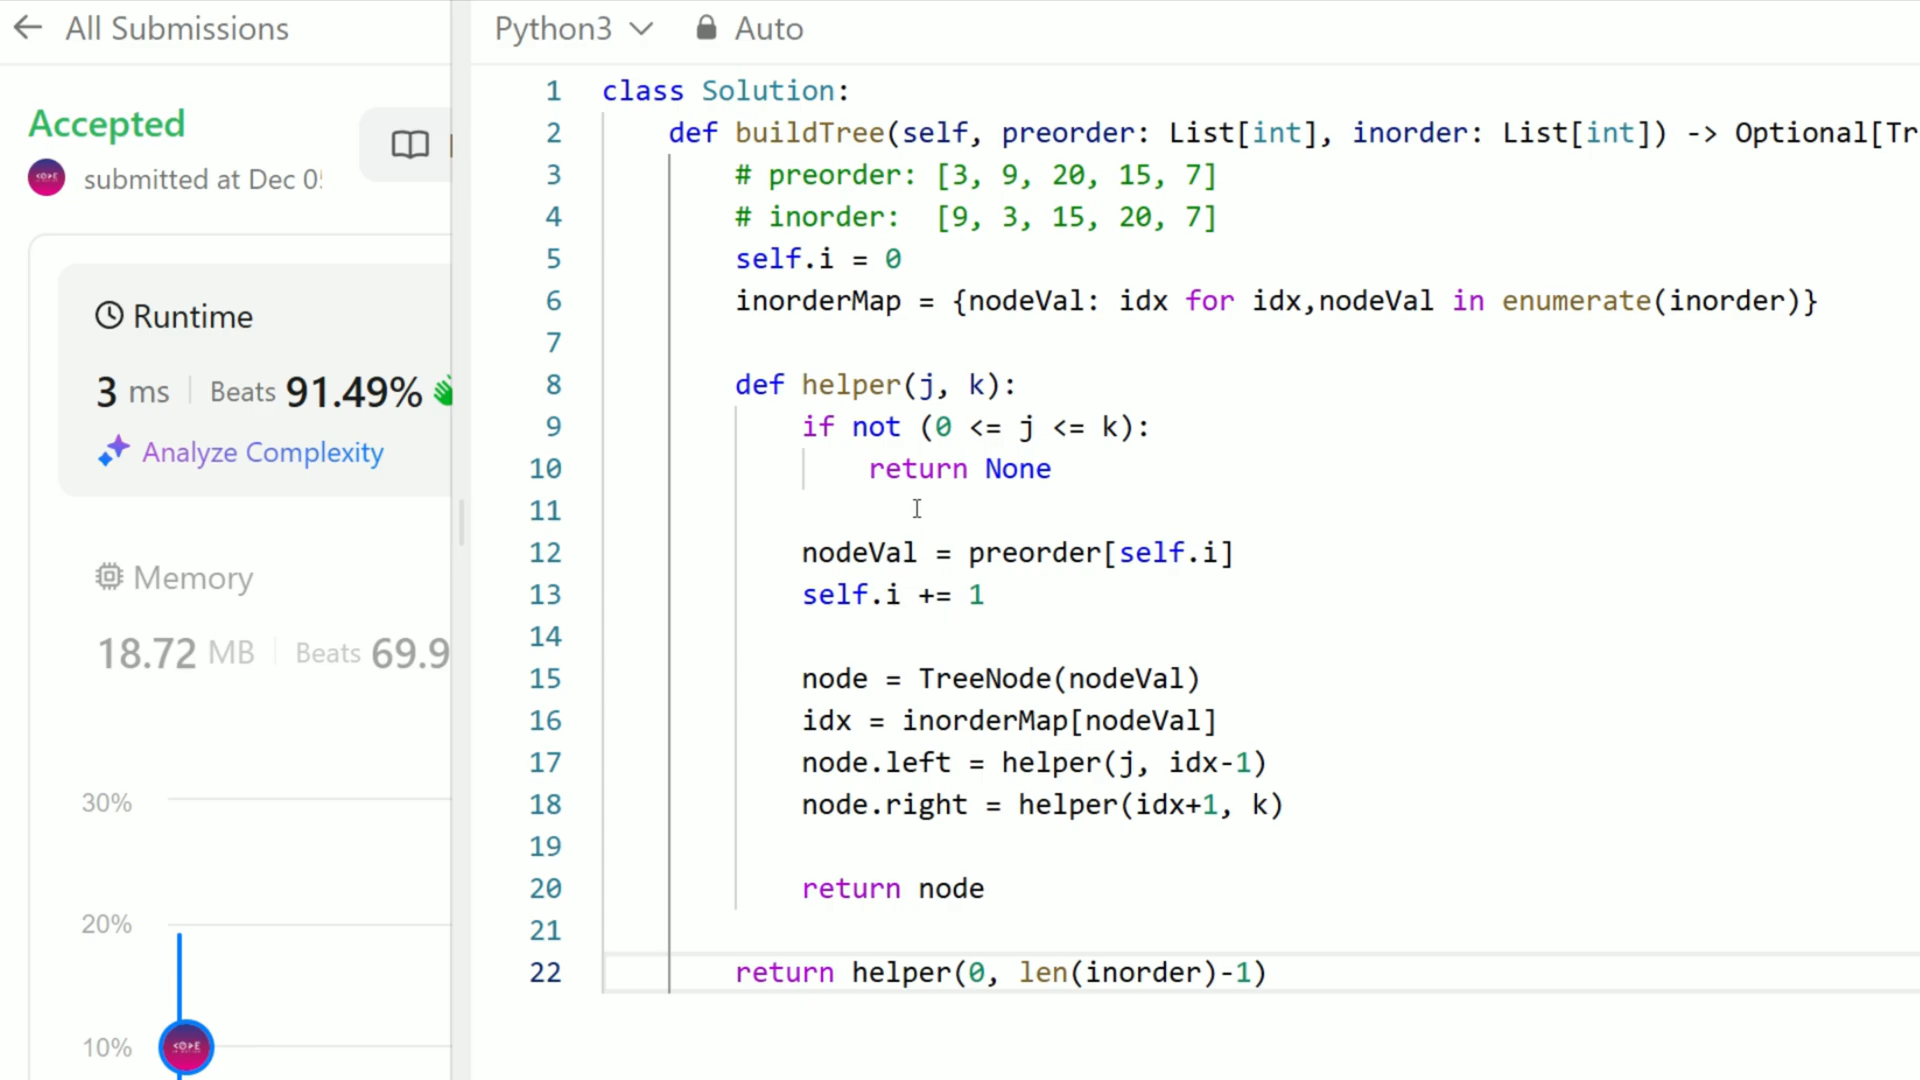 All Submissions
Accepted
submitted at Dec
Runtime
3 ms Beats 91.49%
Analyze Complexity
Memory
18.72 MB Beats 69.9
30%
20%
10%
Python3 Auto
1 class Solution:
2     def buildTree(self, preorder: List[int], inorder: List[int]) -> Optional[Tr
3         # preorder: [3, 9, 20, 15, 7]
4         # inorder:  [9, 3, 15, 20, 7]
5         self.i = 0
6         inorderMap = {nodeVal: idx for idx,nodeVal in enumerate(inorder)}
7
8         def helper(j, k):
9             if not (0 <= j <= k):
10                 return None
11
12             nodeVal = preorder[self.i]
13             self.i += 1
14
15             node = TreeNode(nodeVal)
16             idx = inorderMap[nodeVal]
17             node.left = helper(j, idx-1)
18             node.right = helper(idx+1, k)
19
20             return node
21
22         return helper(0, len(inorder)-1)